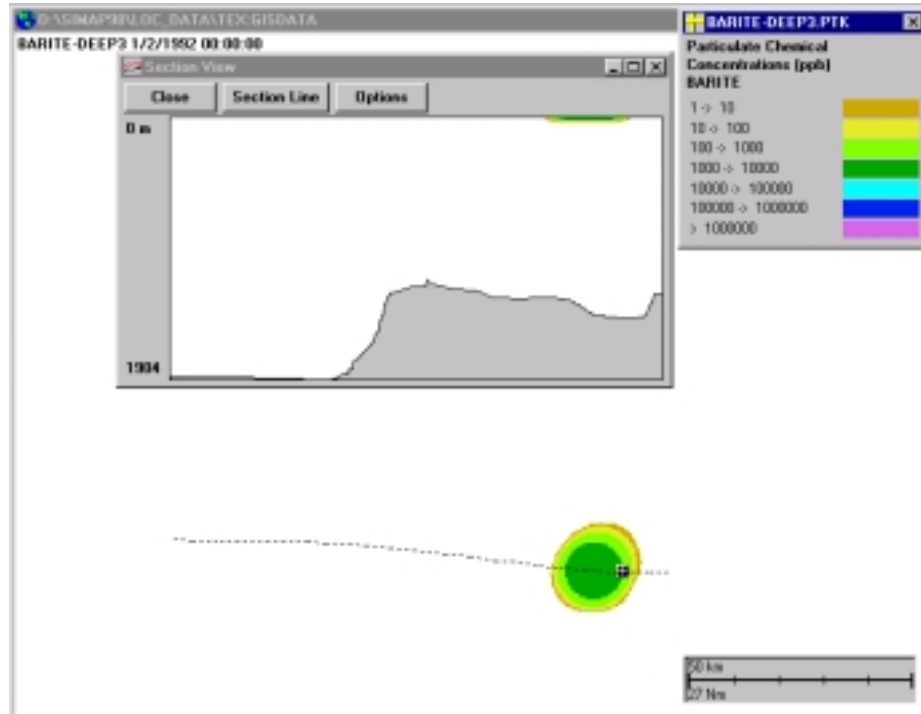 D:\SIMAP98\LOC_DATA\TEX:GISDATA
BARITE-DEEP3 1/2/1992 00:00:00
Section View
Close
Section Line
Options
0 m
1904
BARITE-DEEP3.PTK
Particulate Chemical
Concentrations (ppb)
BARITE
1 -> 10
10 -> 100
100 -> 1000
1000 -> 10000
10000 -> 100000
100000 -> 1000000
> 1000000
50 km
27 Nm